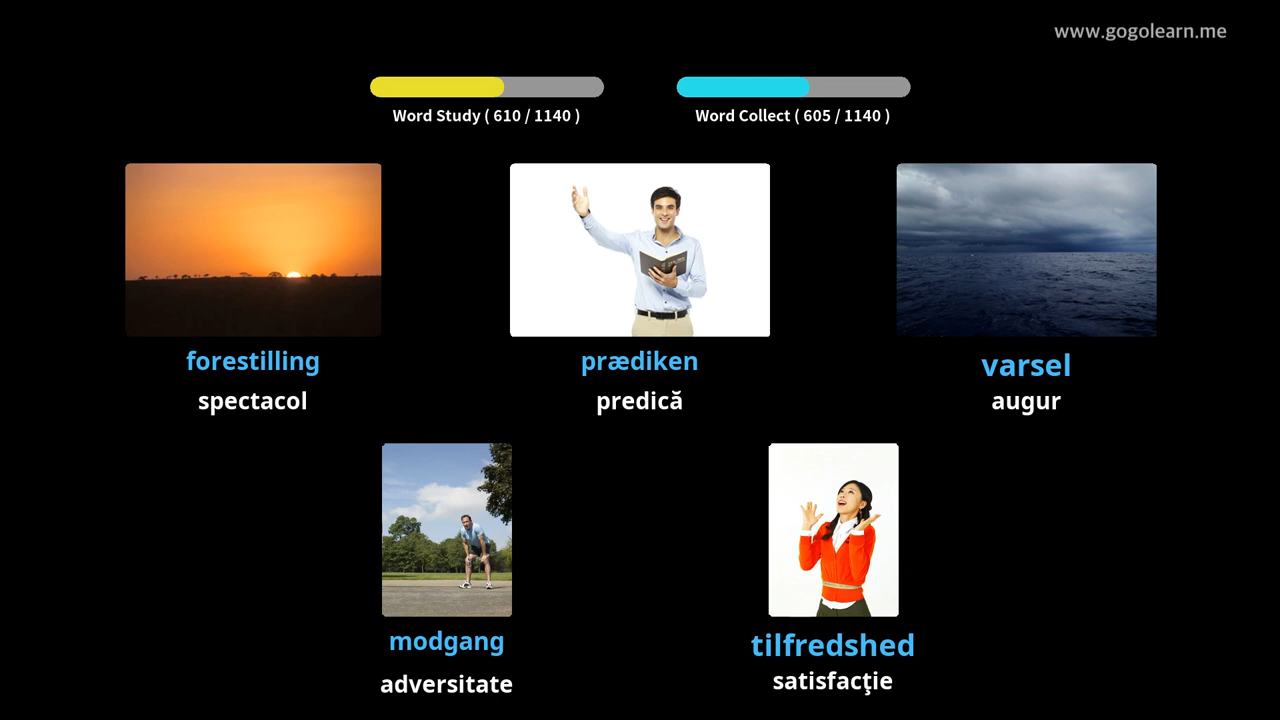 www.gogolearn.me
Word Study ( 610 / 1140 )
Word Collect ( 605 / 1140 )
forestilling
spectacol
prædiken
predică
varsel
augur
modgang
adversitate
tilfredshed
satisfacţie